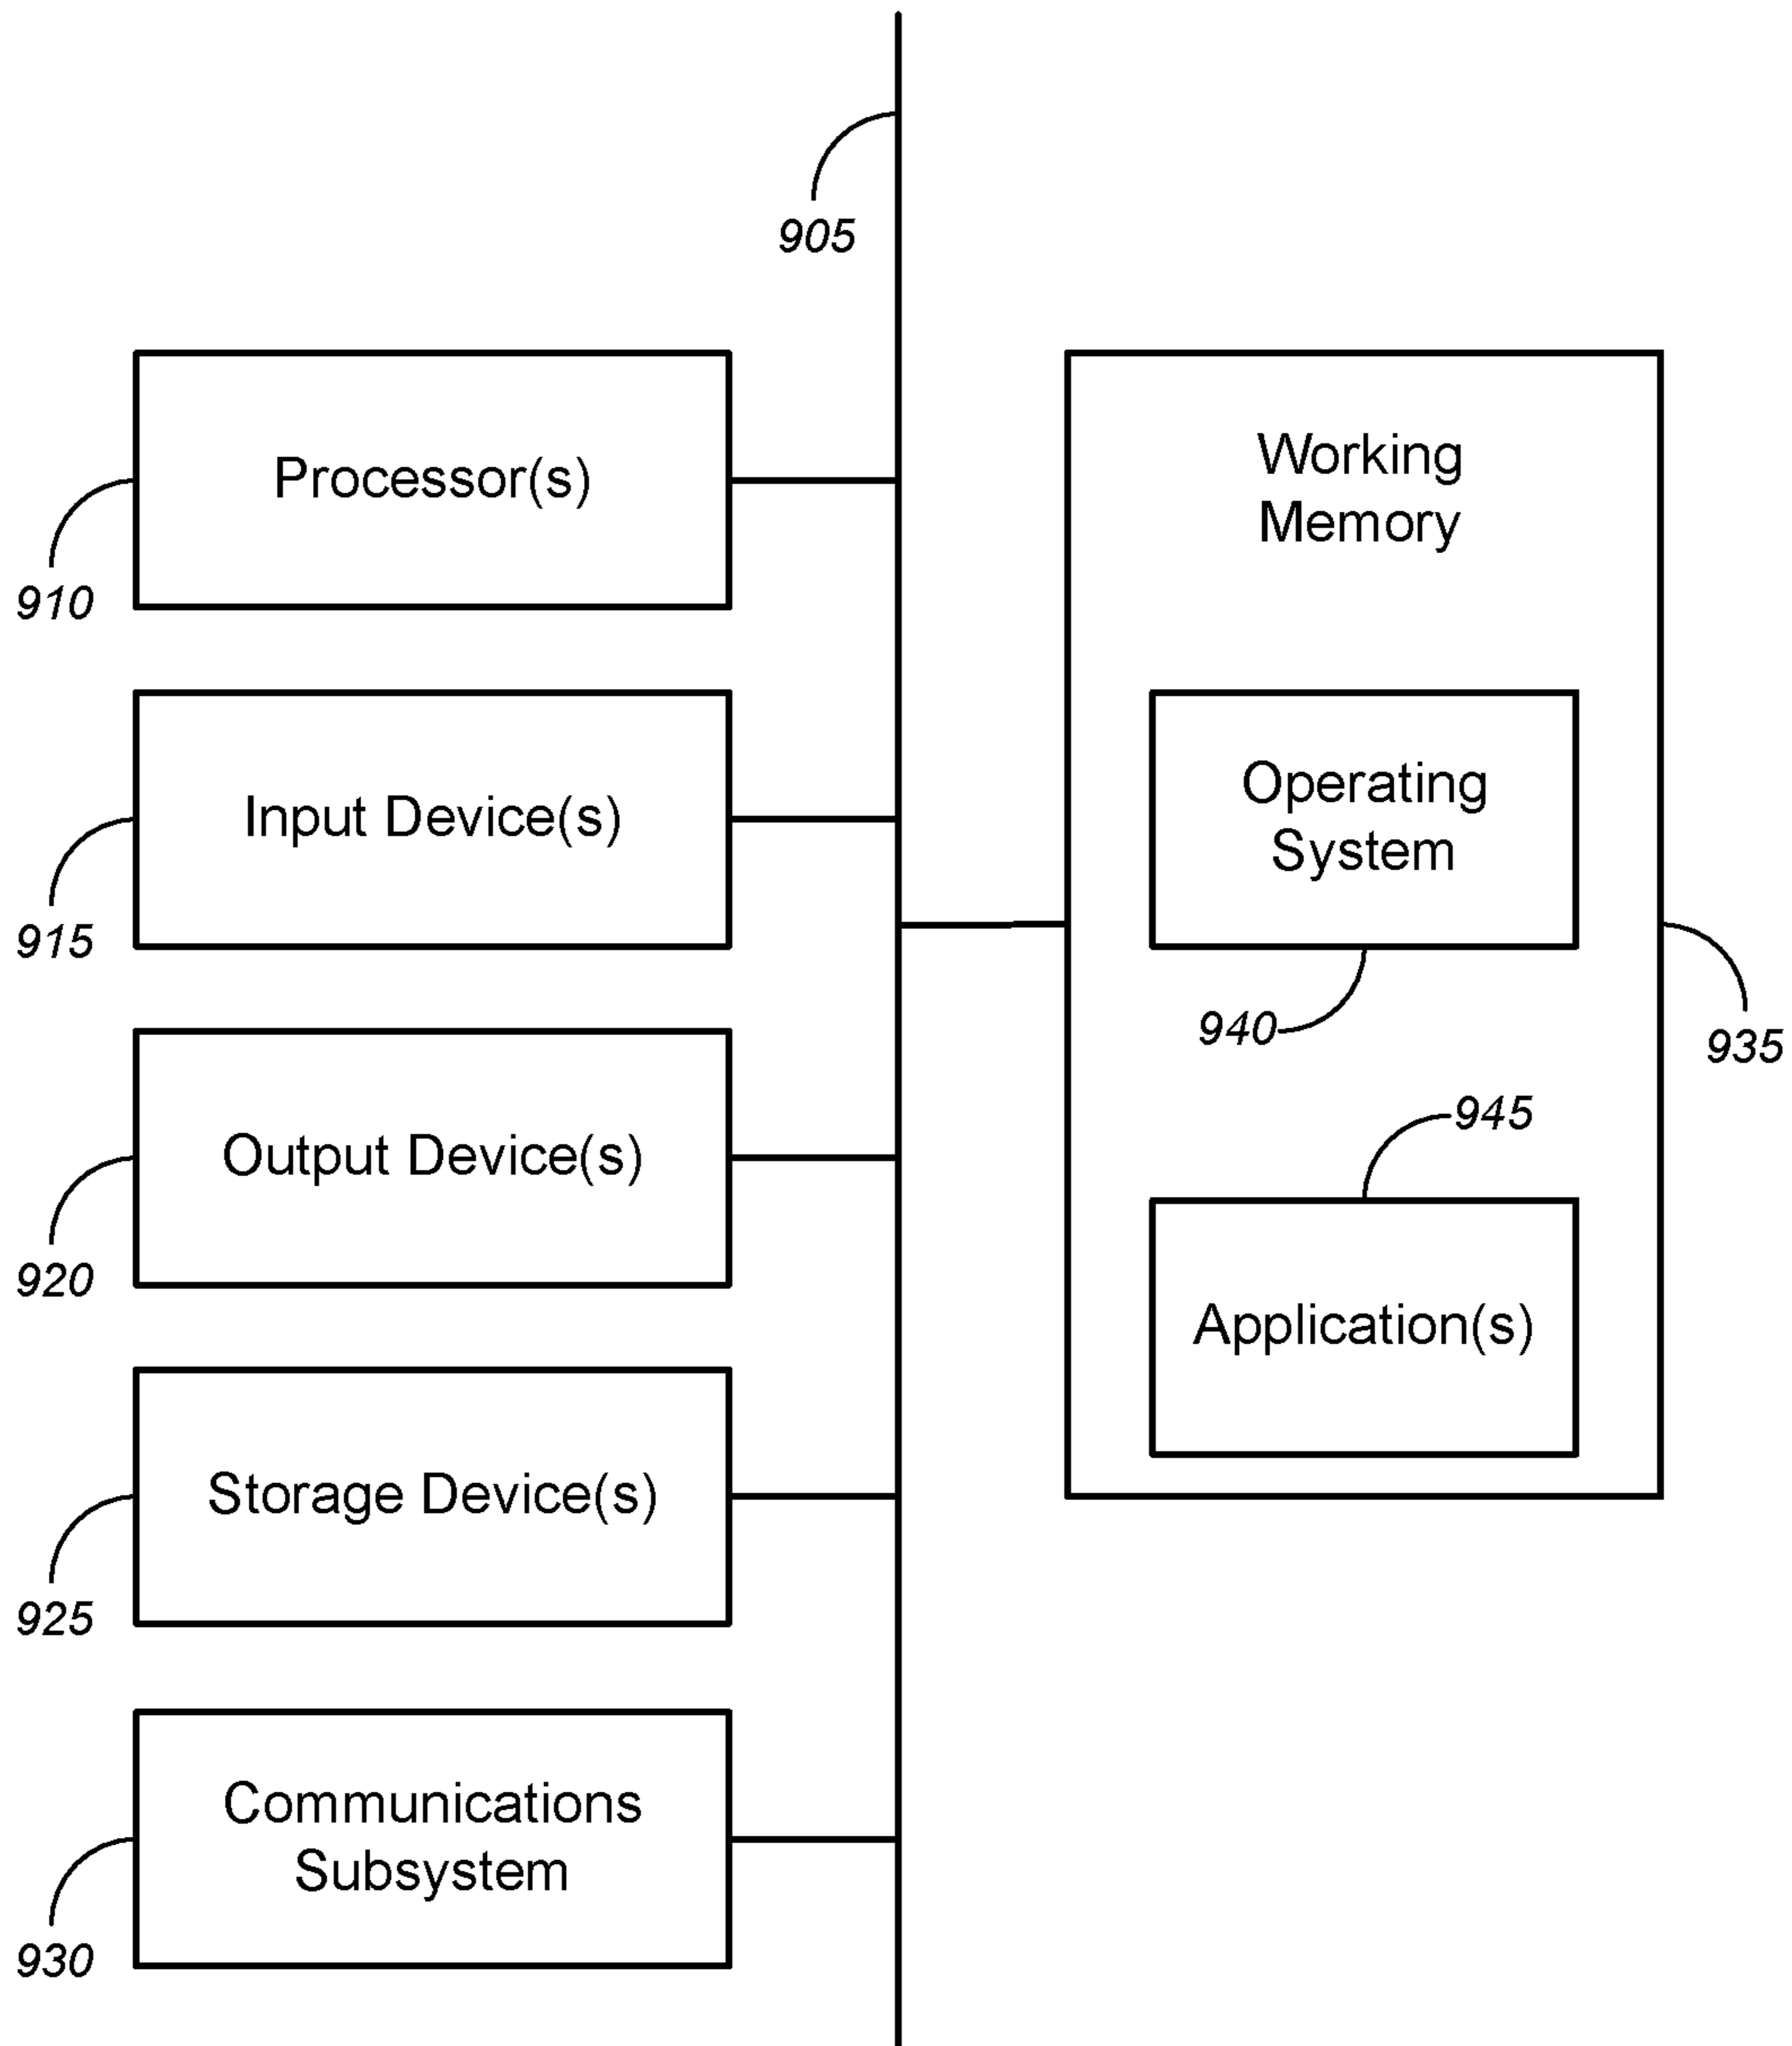 905
Processor(s)
910
Input Device(s)
915
Output Device(s)
920
Storage Device(s)
925
Communications
Subsystem
930
Working
Memory
Operating
System
940
935
945
Application(s)